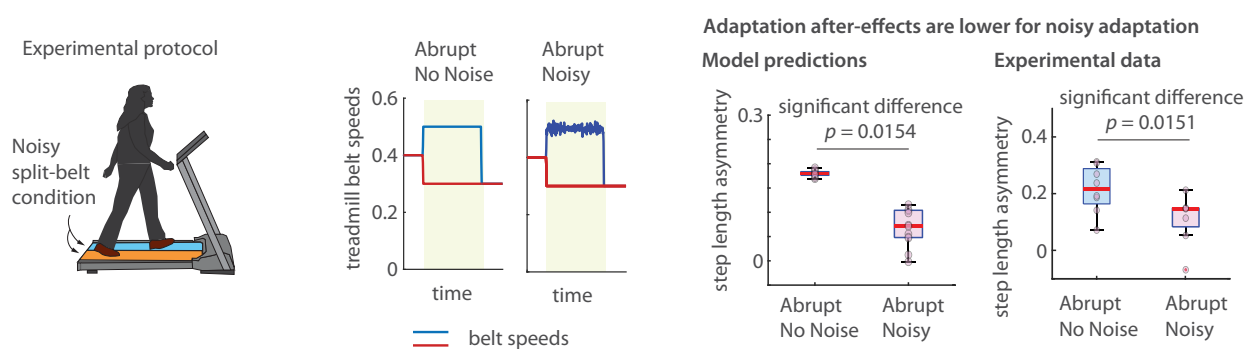 Experimental protocol
Noisy
split-belt
condition
Abrupt
No Noise
Abrupt
Noisy
treadmill belt speeds
0.6
0.4
0.2
0
time
time
belt speeds
Adaptation after-effects are lower for noisy adaptation
Model predictions
step length asymmetry
0.3
0
significant difference
p = 0.0154
Abrupt
No Noise
Abrupt
Noisy
Experimental data
step length asymmetry
0.4
0.2
0
significant difference
p = 0.0151
Abrupt
No Noise
Abrupt
Noisy